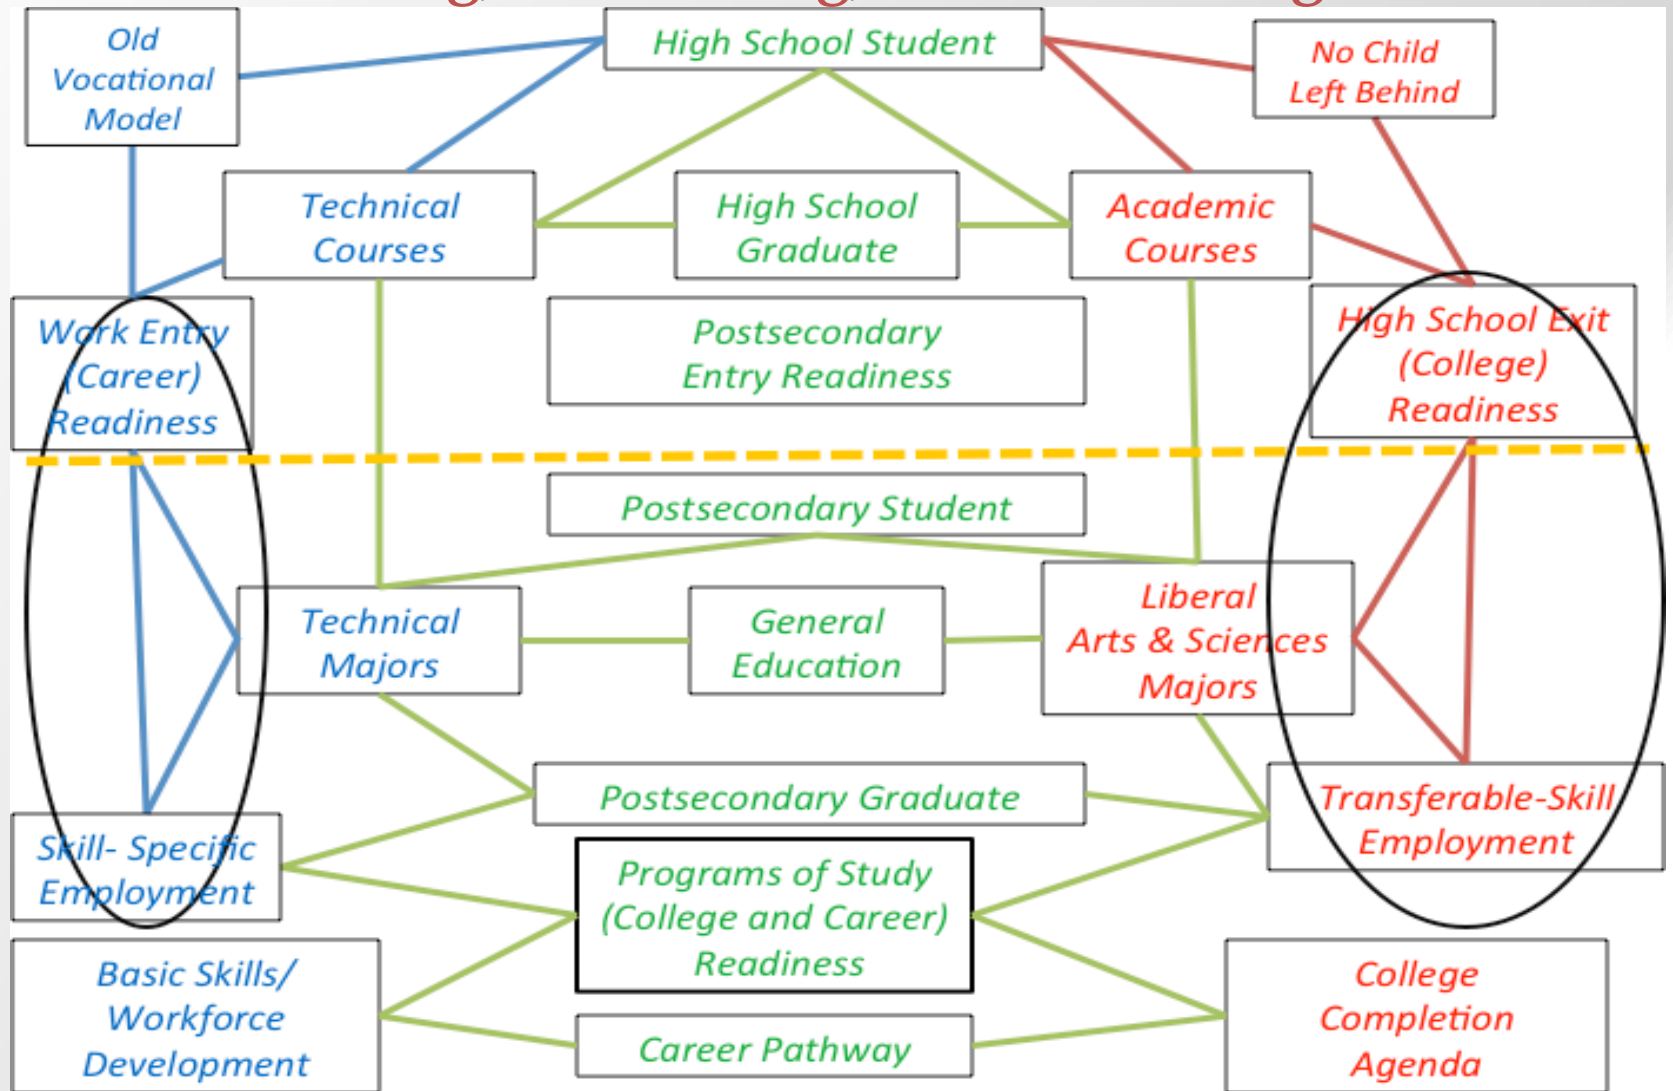 Old
Vocational
Model
High School Student
No Child
Left Behind
Technical
Courses
High School
Graduate
Academic
Courses
Work Entry
(Career)
Readiness
Postsecondary
Entry Readiness
High School Exit
(College)
Readiness
Postsecondary Student
Technical
Majors
General
Education
Liberal
Arts & Sciences
Majors
Postsecondary Graduate
Transferable-Skill
Employment
Skill- Specific
Employment
Programs of Study
(College and Career)
Readiness
Basic Skills/
Workforce
Development
Career Pathway
College
Completion
Agenda